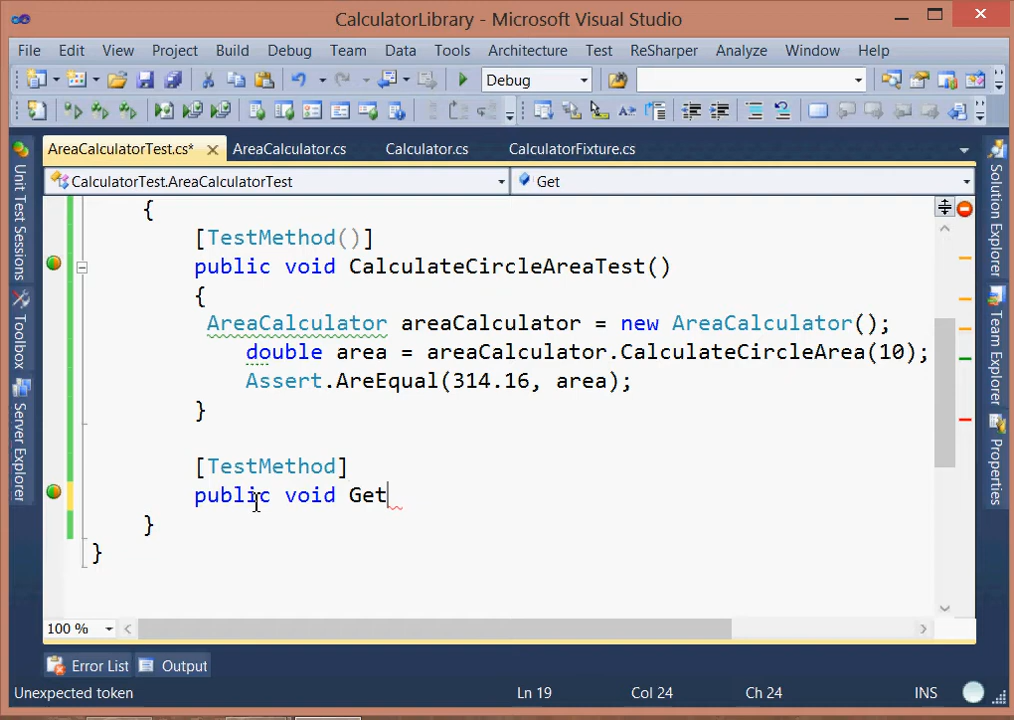 CalculatorLibrary - Microsoft Visual Studio
File Edit View Project Build Debug Team Data Tools Architecture Test ReSharper Analyze Window Help
Debug
AreaCalculatorTest.cs* AreaCalculator.cs Calculator.cs CalculatorFixture.cs
CalculatorTest.AreaCalculatorTest Get
Unit Test Sessions
Toolbox
Server Explorer
{
[TestMethod()]
public void CalculateCircleAreaTest()
{
AreaCalculator areaCalculator = new AreaCalculator();
double area = areaCalculator.CalculateCircleArea(10);
Assert.AreEqual(314.16, area);
}
[TestMethod]
public void Get
}
}
Solution Explorer
Team Explorer
Properties
100 %
Error List Output
Unexpected token Ln 19 Col 24 Ch 24 INS